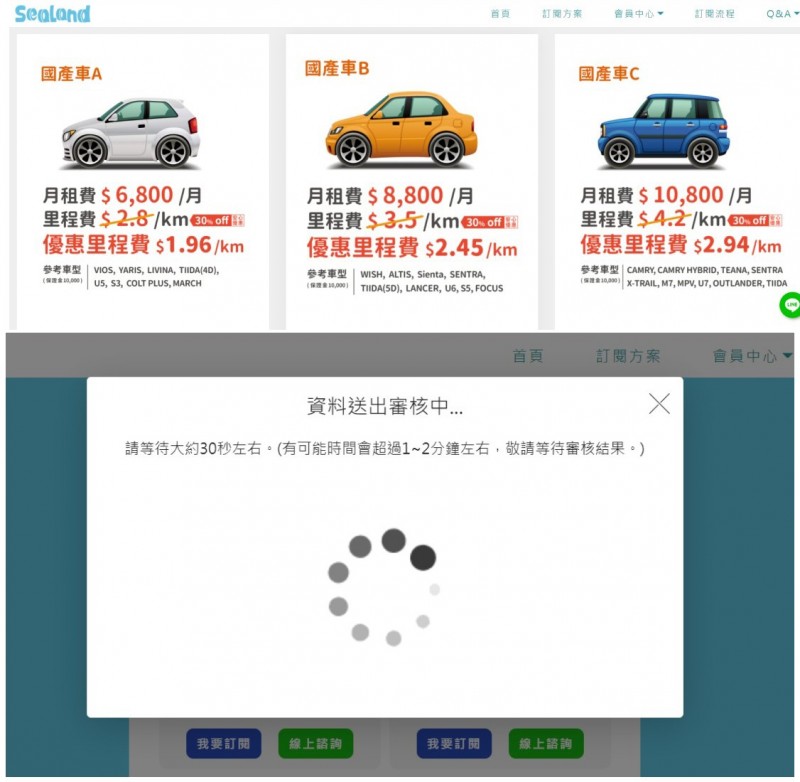 Sealand
首頁 訂閱方案 會員中心 訂閱流程 Q&A
國產車A
月租費 $ 6,800 /月
里程費 $ 2.8 /km 30% off
優惠里程費 $1.96/km
參考車型 VIOS, YARIS, LIVINA, TIIDA(4D),
(保證金10,000) U5, S3, COLT PLUS, MARCH
國產車B
月租費 $ 8,800 /月
里程費 $ 3.5 /km 30% off
優惠里程費 $2.45/km
參考車型 WISH, ALTIS, Sienta, SENTRA,
(保證金10,000) TIIDA(5D), LANCER, U6, S5, FOCUS
國產車C
月租費 $ 10,800 /月
里程費 $ 4.2 /km 30% off
優惠里程費 $2.94/km
參考車型 CAMRY, CAMRY HYBRID, TEANA, SENTRA
(保證金10,000) X-TRAIL, M7, MPV, U7, OUTLANDER, TIIDA
LINE
首頁 訂閱方案 會員中心
資料送出審核中...
請等待大約30秒左右。(有可能時間會超過1~2分鐘左右，敬請等待審核結果。)
我要訂閱 線上諮詢 我要訂閱 線上諮詢